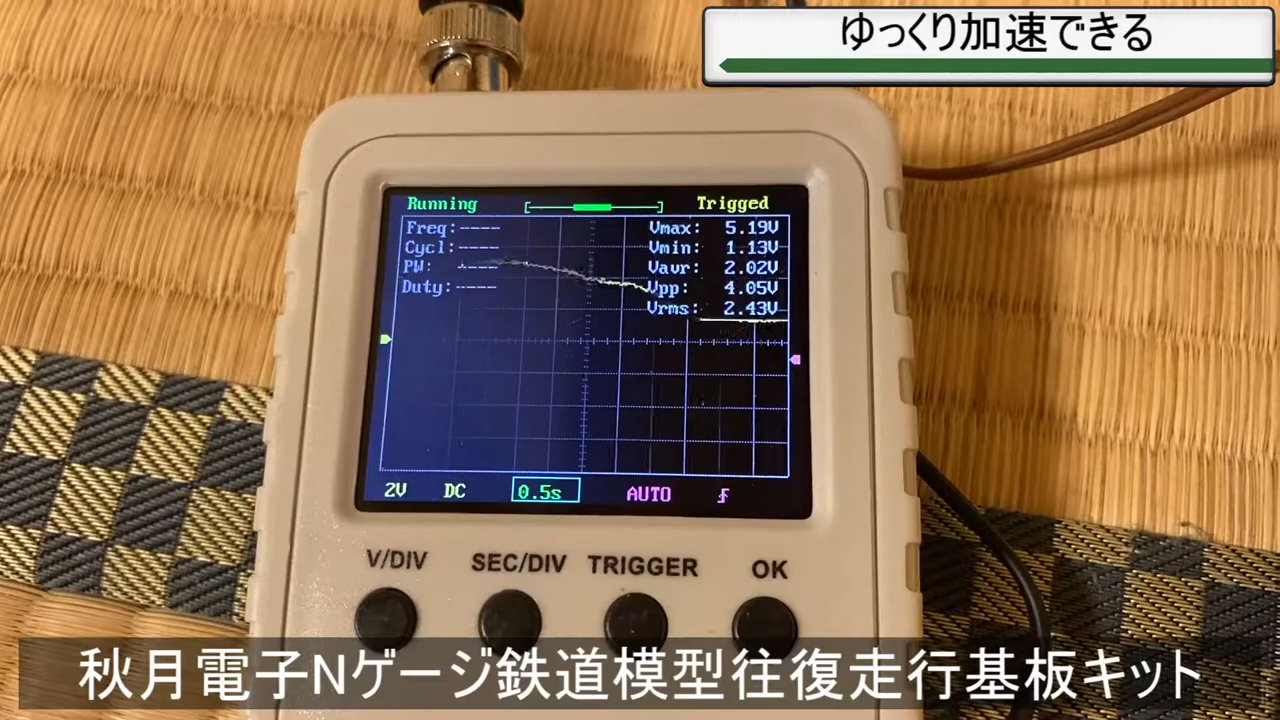 ゆっくり加速できる
Running Trigged
Freq:---- Vmax: 5.19V
Cycl:---- Vmin: 1.13V
PW: ---- Vavr: 2.02V
Duty:---- Vpp: 4.05V
Vrms: 2.43V
2V DC 0.5s AUTO
V/DIV SEC/DIV TRIGGER OK
秋月電子Nゲージ鉄道模型往復走行基板キット